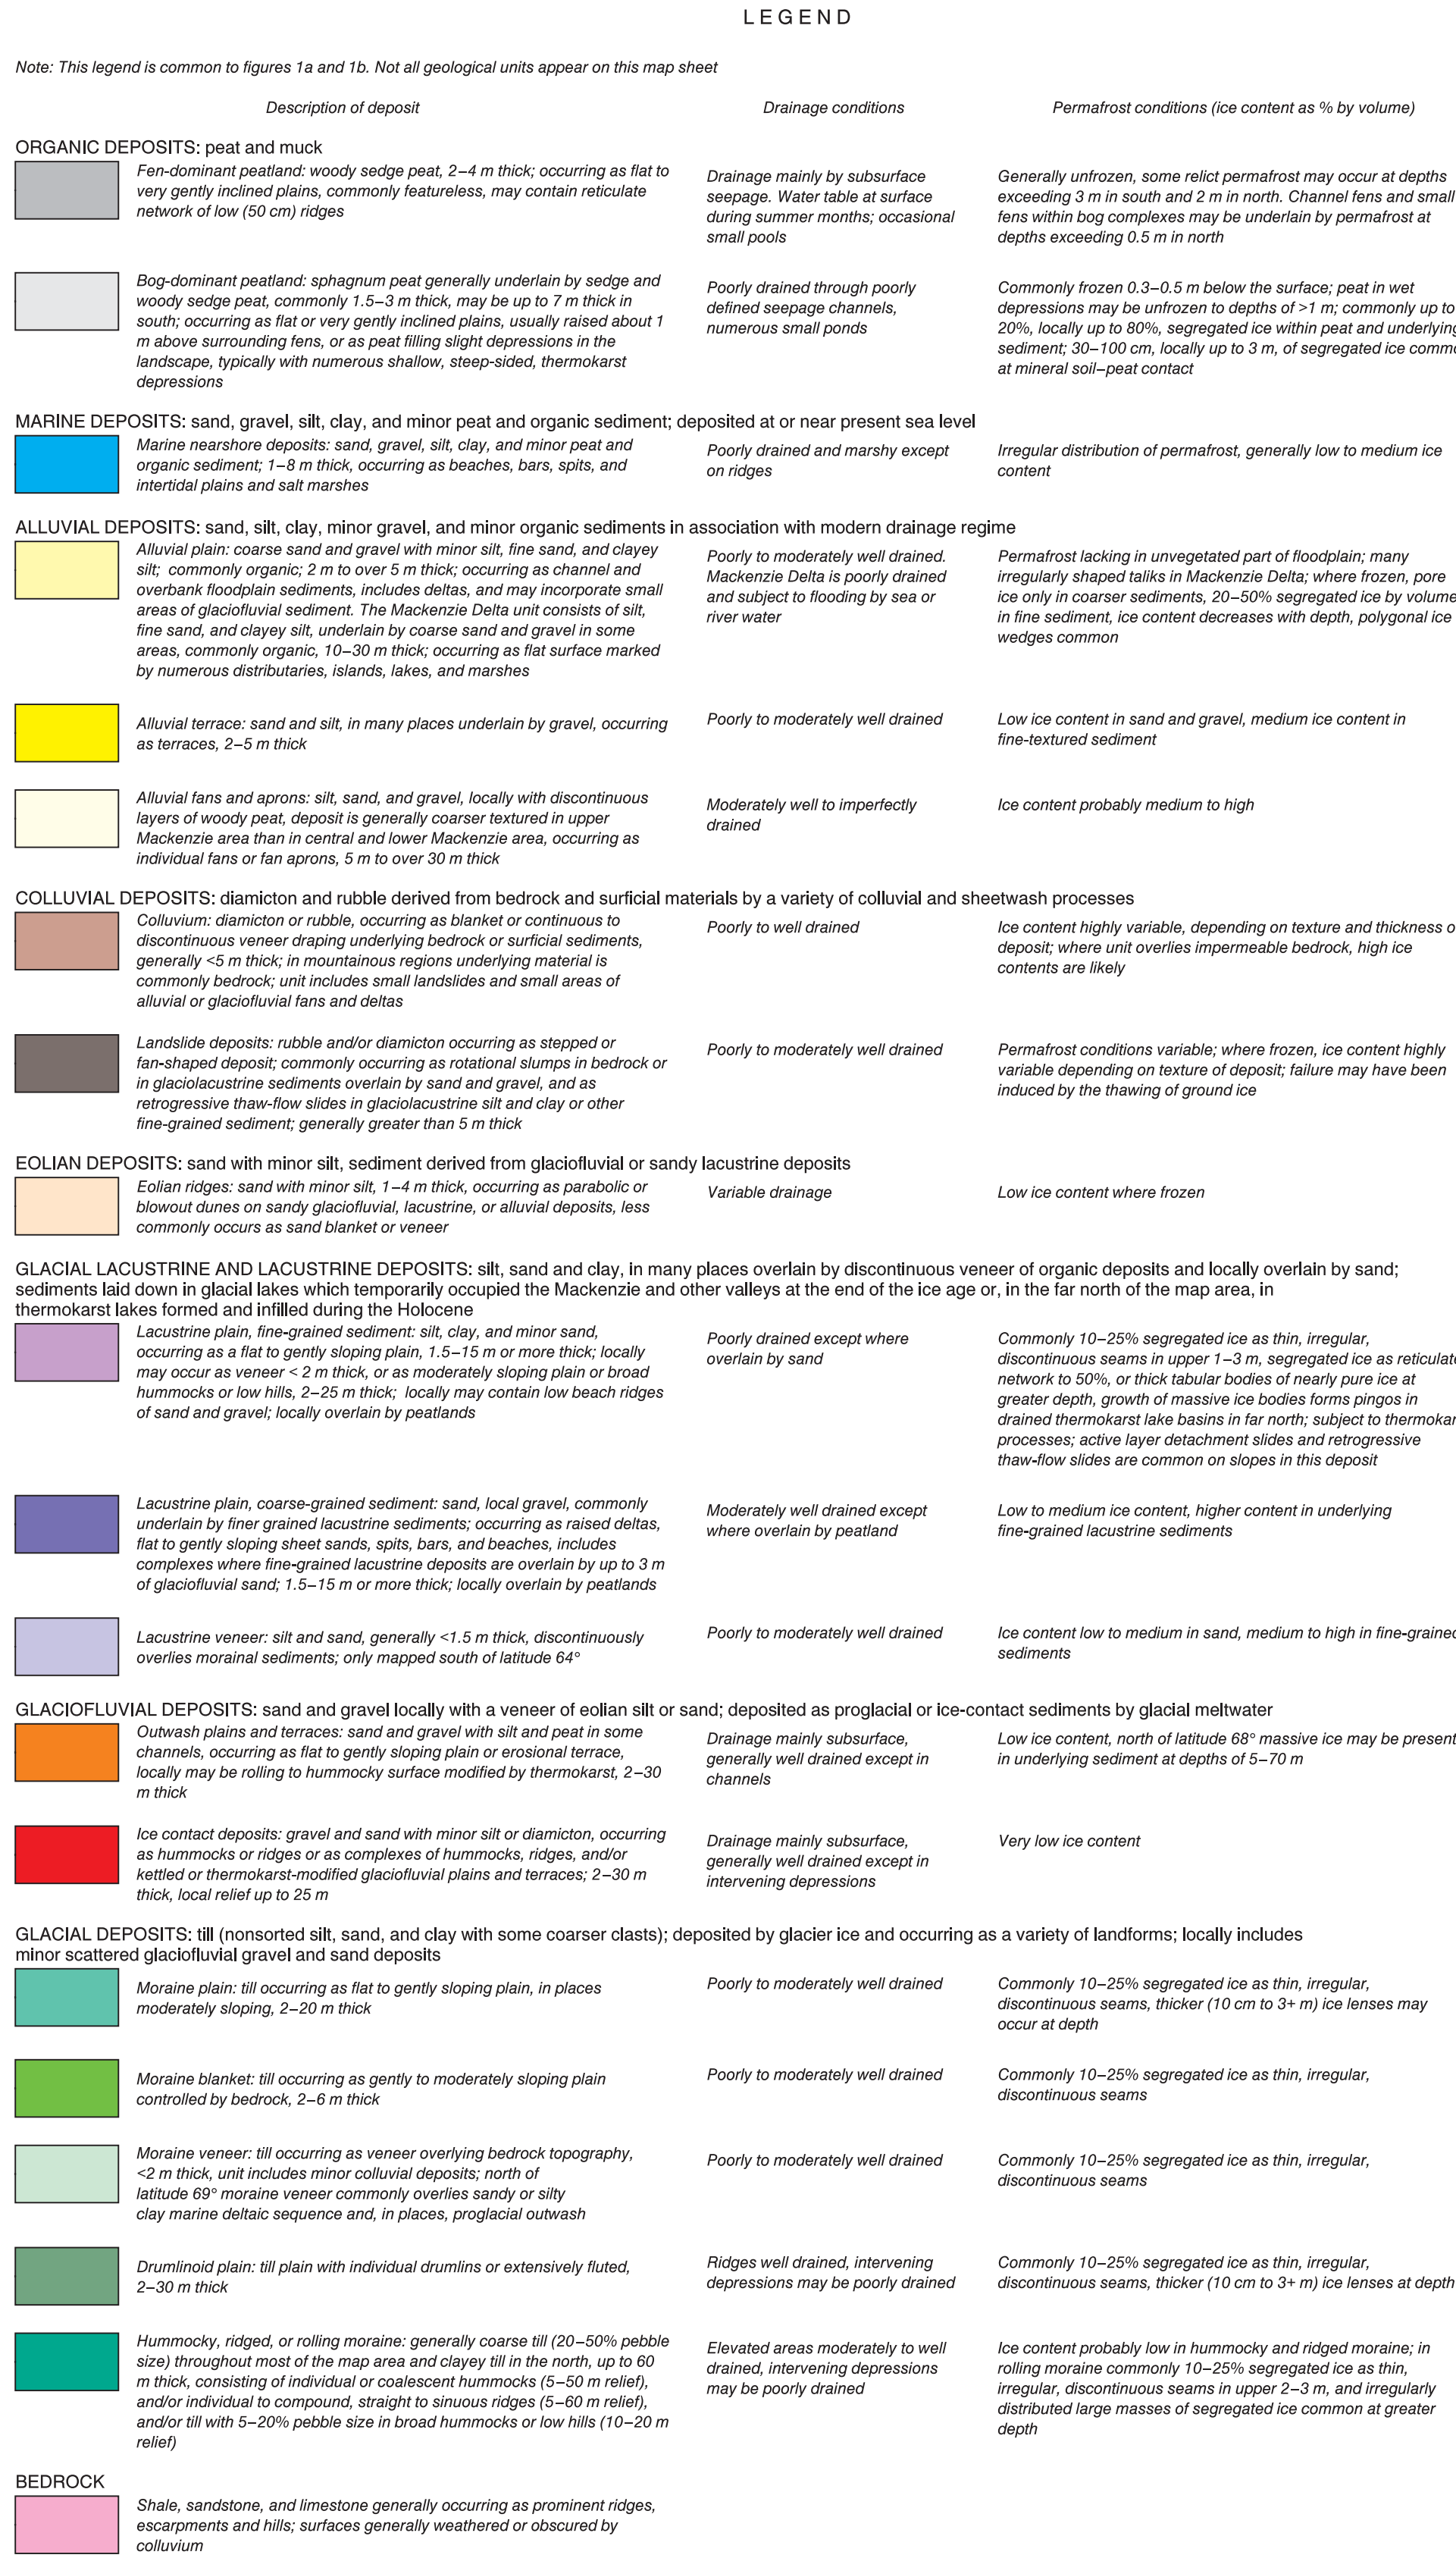 LEGEND
Note: This legend is common to figures 1a and 1b. Not all geological units appear on this map sheet
Description of deposit
Drainage conditions
Permafrost conditions (ice content as % by volume)
ORGANIC DEPOSITS: peat and muck
Fen-dominant peatland: woody sedge peat, 2–4 m thick; occurring as flat to
very gently inclined plains, commonly featureless, may contain reticulate
network of low (50 cm) ridges
Drainage mainly by subsurface
seepage. Water table at surface
during summer months; occasional
small pools
Generally unfrozen, some relict permafrost may occur at depths
exceeding 3 m in south and 2 m in north. Channel fens and small
fens within bog complexes may be underlain by permafrost at
depths exceeding 0.5 m in north
Bog-dominant peatland: sphagnum peat generally underlain by sedge and
woody sedge peat, commonly 1.5–3 m thick, may be up to 7 m thick in
south; occurring as flat or very gently inclined plains, usually raised about 1
m above surrounding fens, or as peat filling slight depressions in the
landscape, typically with numerous shallow, steep-sided, thermokarst
depressions
Poorly drained through poorly
defined seepage channels,
numerous small ponds
Commonly frozen 0.3–0.5 m below the surface; peat in wet
depressions may be unfrozen to depths of >1 m; commonly up to
20%, locally up to 80%, segregated ice within peat and underlying
sediment; 30–100 cm, locally up to 3 m, of segregated ice
at mineral soil–peat contact
MARINE DEPOSITS: sand, gravel, silt, clay, and minor peat and organic sediment; deposited at or near present sea level
Marine nearshore deposits: sand, gravel, silt, clay, and minor peat and
organic sediment; 1–8 m thick, occurring as beaches, bars, spits, and
intertidal plains and salt marshes
Poorly drained and marshy except
on ridges
Irregular distribution of permafrost, generally low to medium ice
content
ALLUVIAL DEPOSITS: sand, silt, clay, minor gravel, and minor organic sediments in association with modern drainage regime
Alluvial plain: coarse sand and gravel with minor silt, fine sand, and clayey
silt; commonly organic; 2 m to over 5 m thick; occurring as channel and
overbank floodplain sediments, includes deltas, and may incorporate small
areas of glaciofluvial sediment. The Mackenzie Delta unit consists of silt,
fine sand, and clayey silt, underlain by coarse sand and gravel in some
areas, commonly organic, 10–30 m thick; occurring as flat surface marked
by numerous distributaries, islands, lakes, and marshes
Poorly to moderately well drained.
Mackenzie Delta is poorly drained
and subject to flooding by sea or
river water
Permafrost lacking in unvegetated part of floodplain; many
irregularly shaped taliks in Mackenzie Delta; where frozen, pore
ice only in coarser sediments, 20–50% segregated ice by volume
in fine sediment, ice content decreases with depth, polygonal ice
wedges common
Alluvial terrace: sand and silt, in many places underlain by gravel, occurring
as terraces, 2–5 m thick
Poorly to moderately well drained
Low ice content in sand and gravel, medium ice content in
fine-textured sediment
Alluvial fans and aprons: silt, sand, and gravel, locally with discontinuous
layers of woody peat, deposit is generally coarser textured in upper
Mackenzie area than in central and lower Mackenzie area, occurring as
individual fans or fan aprons, 5 m to over 30 m thick
Moderately well to imperfectly
drained
Ice content probably medium to high
COLLUVIAL DEPOSITS: diamicton and rubble derived from bedrock and surficial materials by a variety of colluvial and sheetwash processes
Colluvium: diamicton or rubble, occurring as blanket or continuous to
discontinuous veneer draping underlying bedrock or surficial sediments,
generally <5 m thick; in mountainous regions underlying material is
commonly bedrock; unit includes small landslides and small areas of
alluvial or glaciofluvial fans and deltas
Poorly to well drained
Ice content highly variable, depending on texture and thickness
deposit; where unit overlies impermeable bedrock, high ice
contents are likely
Landslide deposits: rubble and/or diamicton occurring as stepped or
fan-shaped deposit; commonly occurring as rotational slumps in bedrock or
in glaciolacustrine sediments overlain by sand and gravel, and as
retrogressive thaw-flow slides in glaciolacustrine silt and clay or other
fine-grained sediment; generally greater than 5 m thick
Poorly to moderately well drained
Permafrost conditions variable; where frozen, ice content highly
variable depending on texture of deposit; failure may have been
induced by the thawing of ground ice
EOLIAN DEPOSITS: sand with minor silt, sediment derived from glaciofluvial or sandy lacustrine deposits
Eolian ridges: sand with minor silt, 1–4 m thick, occurring as parabolic or
blowout dunes on sandy glaciofluvial, lacustrine, or alluvial deposits, less
commonly occurs as sand blanket or veneer
Variable drainage
Low ice content where frozen
GLACIAL LACUSTRINE AND LACUSTRINE DEPOSITS: silt, sand and clay, in many places overlain by discontinuous veneer of organic deposits and locally overlain by sand;
sediments laid down in glacial lakes which temporarily occupied the Mackenzie and other valleys at the end of the ice age or, in the far north of the map area, in
thermokarst lakes formed and infilled during the Holocene
Lacustrine plain, fine-grained sediment: silt, clay, and minor sand,
occurring as a flat to gently sloping plain, 1.5–15 m or more thick; locally
may occur as veneer < 2 m thick, or as moderately sloping plain or broad
hummocks or low hills, 2–25 m thick; locally may contain low beach ridges
of sand and gravel; locally overlain by peatlands
Poorly drained except where
overlain by sand
Commonly 10–25% segregated ice as thin, irregular,
discontinuous seams in upper 1–3 m, segregated ice as
network to 50%, or thick tabular bodies of nearly pure ice at
greater depth, growth of massive ice bodies forms pingos in
drained thermokarst lake basins in far north; subject to
processes; active layer detachment slides and retrogressive
thaw-flow slides are common on slopes in this deposit
Lacustrine plain, coarse-grained sediment: sand, local gravel, commonly
underlain by finer grained lacustrine sediments; occurring as raised deltas,
flat to gently sloping sheet sands, spits, bars, and beaches, includes
complexes where fine-grained lacustrine deposits are overlain by up to 3 m
of glaciofluvial sand; 1.5–15 m or more thick; locally overlain by peatlands
Moderately well drained except
where overlain by peatland
Low to medium ice content, higher content in underlying
fine-grained lacustrine sediments
Lacustrine veneer: silt and sand, generally <1.5 m thick, discontinuously
overlies morainal sediments; only mapped south of latitude 64°
Poorly to moderately well drained
Ice content low to medium in sand, medium to high in fine-grained
sediments
GLACIOFLUVIAL DEPOSITS: sand and gravel locally with a veneer of eolian silt or sand; deposited as proglacial or ice-contact sediments by glacial meltwater
Outwash plains and terraces: sand and gravel with silt and peat in some
channels, occurring as flat to gently sloping plain or erosional terrace,
locally may be rolling to hummocky surface modified by thermokarst, 2–30
m thick
Drainage mainly subsurface,
generally well drained except in
channels
Low ice content, north of latitude 68° massive ice may be present
in underlying sediment at depths of 5–70 m
Ice contact deposits: gravel and sand with minor silt or diamicton, occurring
as hummocks or ridges or as complexes of hummocks, ridges, and/or
kettled or thermokarst-modified glaciofluvial plains and terraces; 2–30 m
thick, local relief up to 25 m
Drainage mainly subsurface,
generally well drained except in
intervening depressions
Very low ice content
GLACIAL DEPOSITS: till (nonsorted silt, sand, and clay with some coarser clasts); deposited by glacier ice and occurring as a variety of landforms; locally includes
minor scattered glaciofluvial gravel and sand deposits
Moraine plain: till occurring as flat to gently sloping plain, in places
moderately sloping, 2–20 m thick
Poorly to moderately well drained
Commonly 10–25% segregated ice as thin, irregular,
discontinuous seams, thicker (10 cm to 3+ m) ice lenses may
occur at depth
Moraine blanket: till occurring as gently to moderately sloping plain
controlled by bedrock, 2–6 m thick
Poorly to moderately well drained
Commonly 10–25% segregated ice as thin, irregular,
discontinuous seams
Moraine veneer: till occurring as veneer overlying bedrock topography,
<2 m thick, unit includes minor colluvial deposits; north of
latitude 69° moraine veneer commonly overlies sandy or silty
clay marine deltaic sequence and, in places, proglacial outwash
Poorly to moderately well drained
Commonly 10–25% segregated ice as thin, irregular,
discontinuous seams
Drumlinoid plain: till plain with individual drumlins or extensively fluted,
2–30 m thick
Ridges well drained, intervening
depressions may be poorly drained
Commonly 10–25% segregated ice as thin, irregular,
discontinuous seams, thicker (10 cm to 3+ m) ice lenses at depth
Hummocky, ridged, or rolling moraine: generally coarse till (20–50% pebble
size) throughout most of the map area and clayey till in the north, up to 60
m thick, consisting of individual or coalescent hummocks (5–50 m relief),
and/or individual to compound, straight to sinuous ridges (5–60 m relief),
and/or till with 5–20% pebble size in broad hummocks or low hills (10–20 m
relief)
Elevated areas moderately to well
drained, intervening depressions
may be poorly drained
Ice content probably low in hummocky and ridged moraine; in
rolling moraine commonly 10–25% segregated ice as thin,
irregular, discontinuous seams in upper 2–3 m, and irregularly
distributed large masses of segregated ice common at greater
depth
BEDROCK
Shale, sandstone, and limestone generally occurring as prominent ridges,
escarpments and hills; surfaces generally weathered or obscured by
colluvium